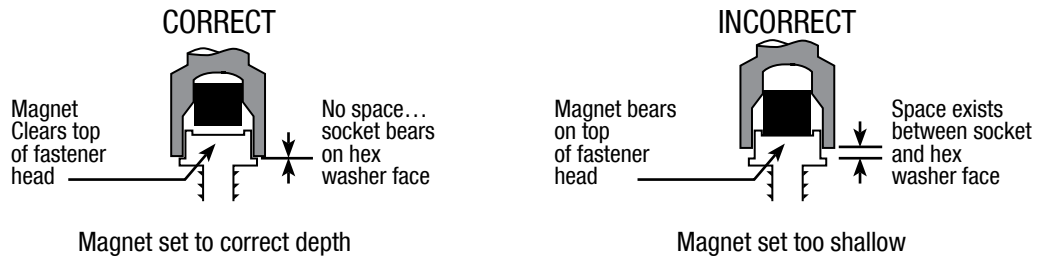 CORRECT
Magnet
Clears top
of fastener
head
No space…
socket bears
on hex
washer face
Magnet set to correct depth
INCORRECT
Magnet bears
on top
of fastener
head
Space exists
between socket
and hex
washer face
Magnet set too shallow